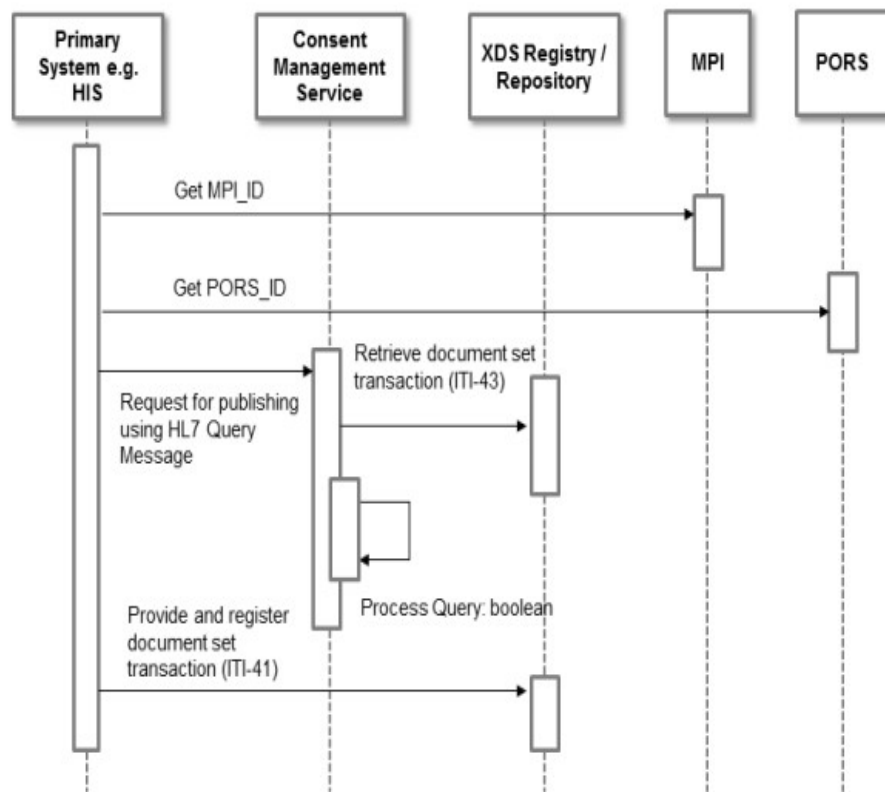 Primary
System e.g.
HIS
Consent
Management
Service
XDS Registry /
Repository
MPI
PORS
Get MPI_ID
Get PORS_ID
Retrieve document set
transaction (ITI-43)
Request for publishing
using HL7 Query
Message
Process Query: boolean
Provide and register
document set
transaction (ITI-41)